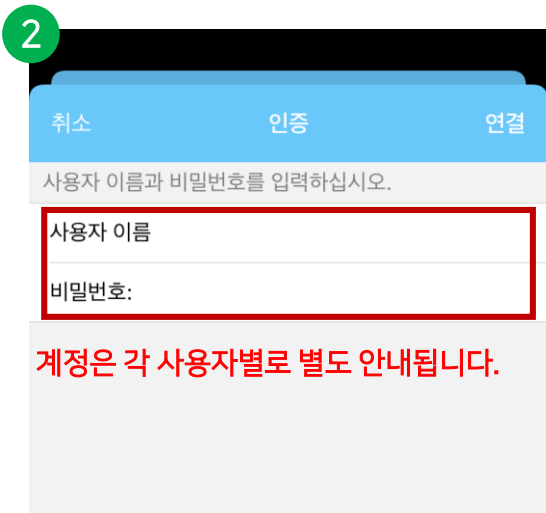 2
취소 인증 연결
사용자 이름과 비밀번호를 입력하십시오.
사용자 이름
비밀번호:
계정은 각 사용자별로 별도 안내됩니다.